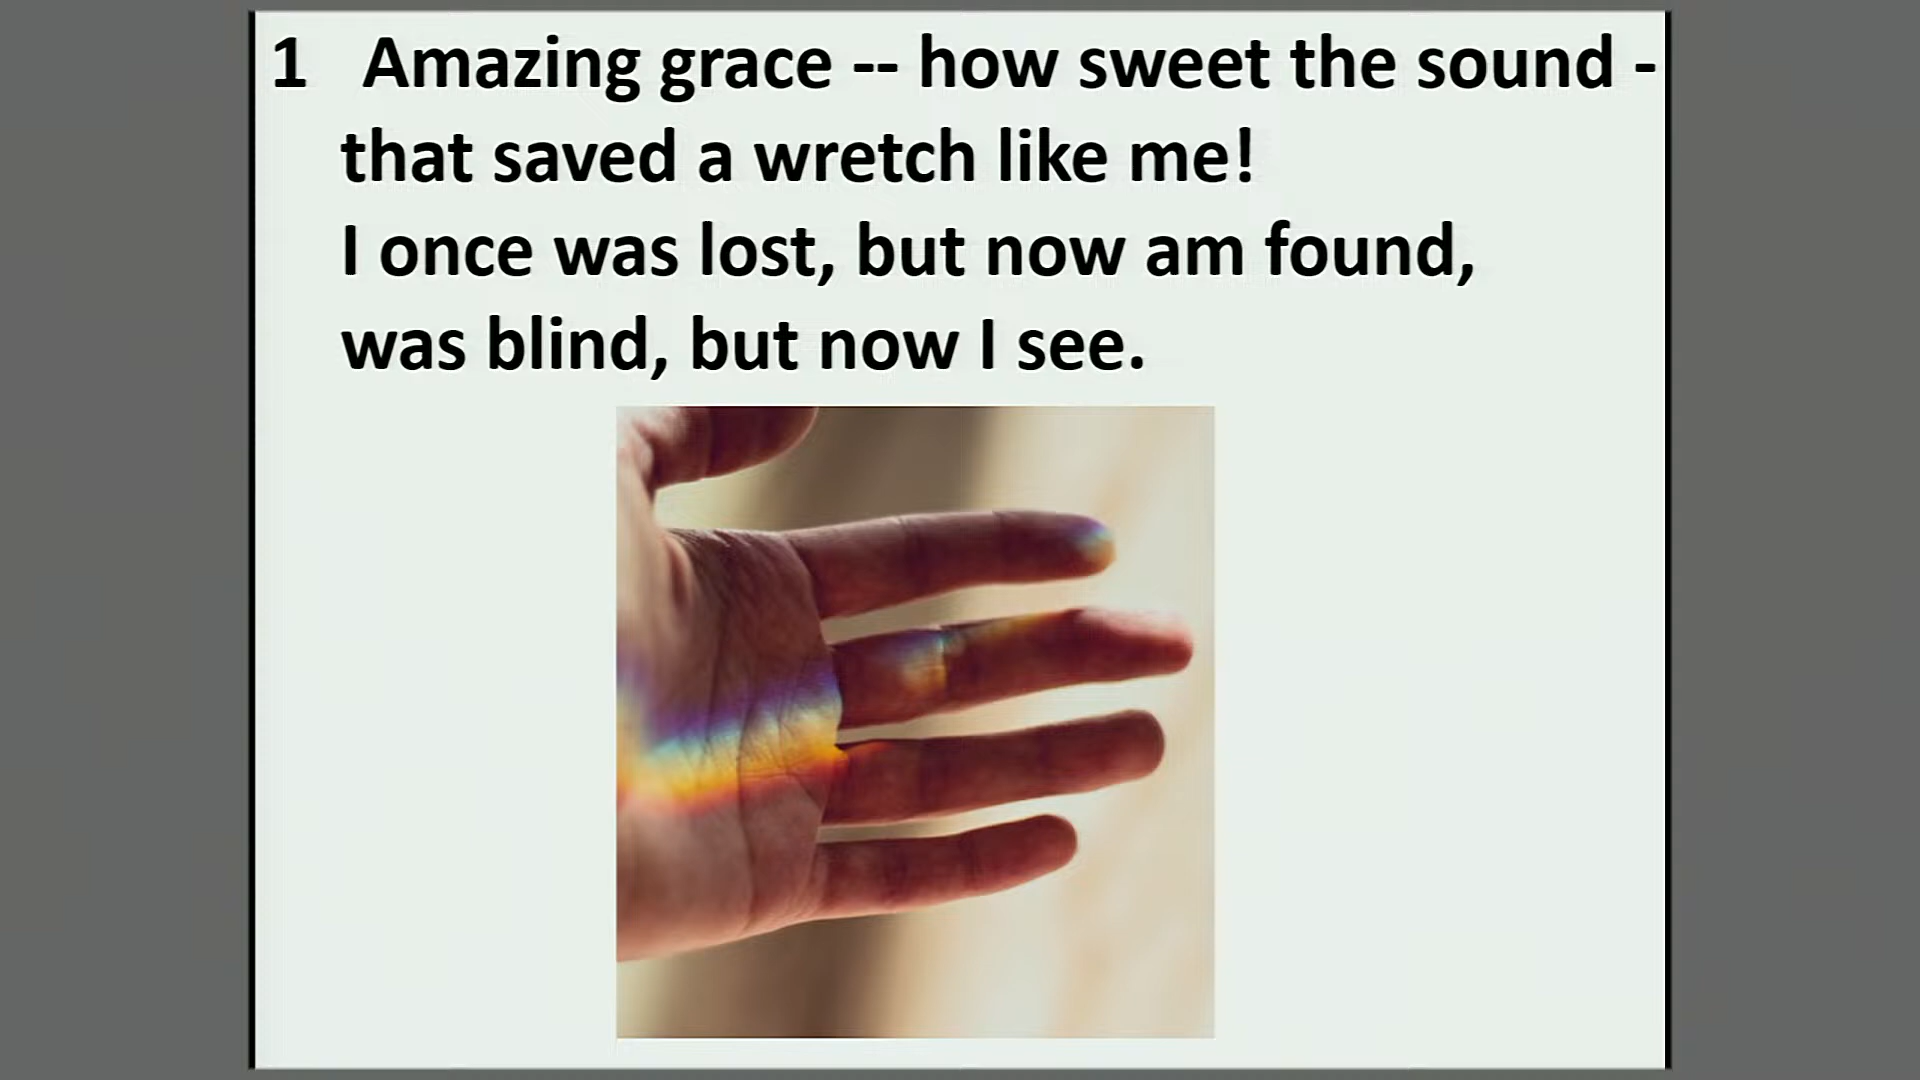 1 Amazing grace -- how sweet the sound -
that saved a wretch like me!
I once was lost, but now am found,
was blind, but now I see.